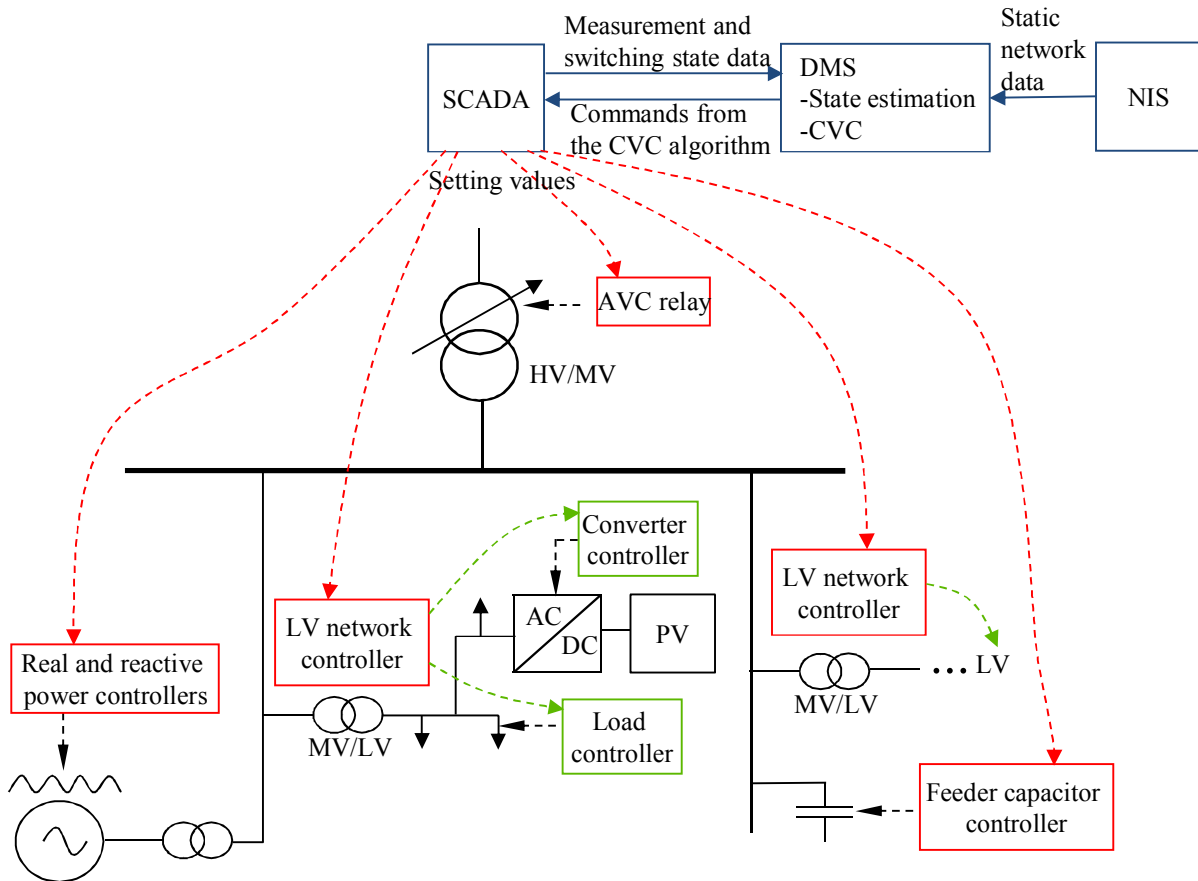 Measurement and
switching state data
Static
network
data
SCADA
DMS
-State estimation
-CVC
NIS
Commands from
the CVC algorithm
Setting values
AVC relay
HV/MV
Converter
controller
LV network
controller
AC
DC
PV
LV network
controller
Real and reactive
power controllers
... LV
MV/LV
MV/LV
Load
controller
Feeder capacitor
controller